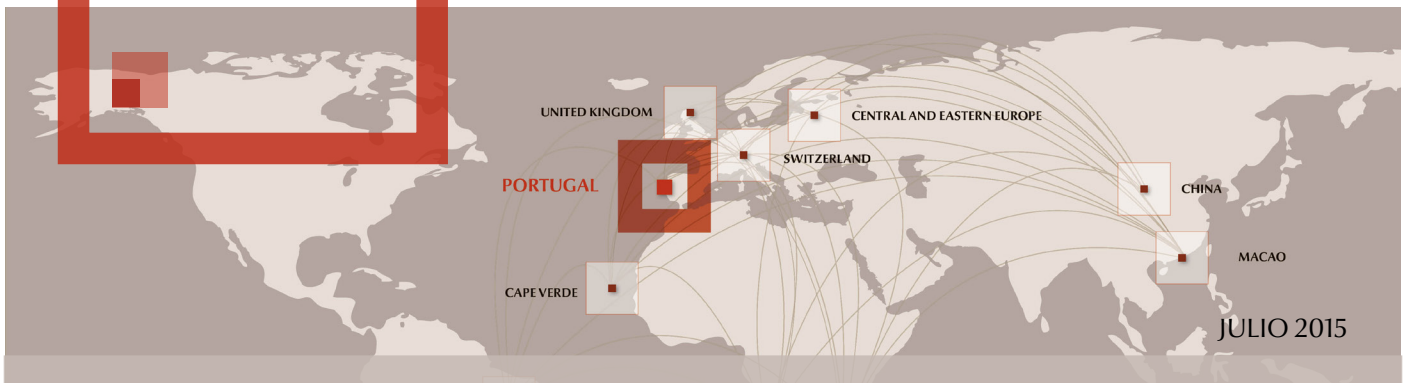 UNITED KINGDOM
CENTRAL AND EASTERN EUROPE
SWITZERLAND
PORTUGAL
CHINA
MACAO
CAPE VERDE
JULIO 2015